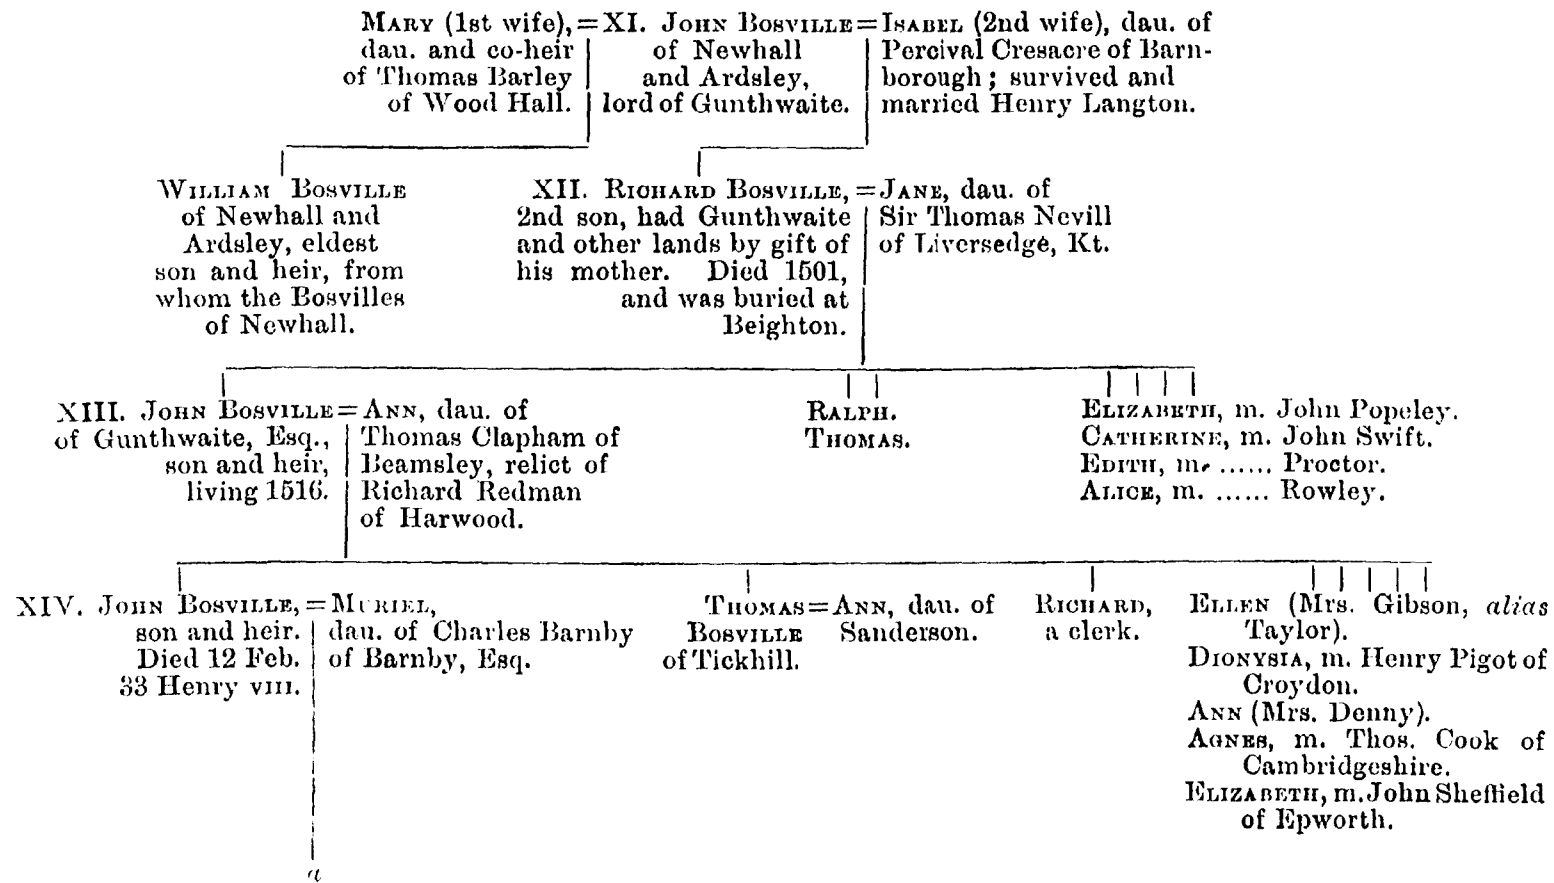 MARY (1st wife),
dau. and co-heir
of Thomas Barley
of Wood Hall.
=
XI. JOHN BOSVILLE
of Newhall
and Ardsley,
lord of Gunthwaite.
=
ISABEL (2nd wife), dau. of
Percival Cresacre of Barn-
borough; survived and
married Henry Langton.
WILLIAM BOSVILLE
of Newhall and
Ardsley, eldest
son and heir, from
whom the Bosvilles
of Newhall.
XII. RICHARD BOSVILLE,
2nd son, had Gunthwaite
and other lands by gift of
his mother. Died 1501,
and was buried at
Beighton.
=
JANE, dau. of
Sir Thomas Nevill
of Liversedge, Kt.
XIII. JOHN BOSVILLE
of Gunthwaite, Esq.,
son and heir,
living 1516.
=
ANN, dau. of
Thomas Clapham of
Beamsley, relict of
Richard Redman
of Harwood.
RALPH.
THOMAS.
ELIZABETH, m. John Popeley.
CATHERINE, m. John Swift.
EDITH, m. ...... Proctor.
ALICE, m. ...... Rowley.
XIV. JOHN BOSVILLE,
son and heir.
Died 12 Feb.
33 Henry VIII.
=
MURIEL,
dau. of Charles Barnby
of Barnby, Esq.
THOMAS
BOSVILLE
of Tickhill.
=
ANN, dau. of
Sanderson.
RICHARD,
a clerk.
ELLEN (Mrs. Gibson, alias
Taylor).
DIONYSIA, m. Henry Pigot of
Croydon.
ANN (Mrs. Denny).
AGNES, m. Thos. Cook of
Cambridgeshire.
ELIZABETH, m. John Sheffield
of Epworth.
a